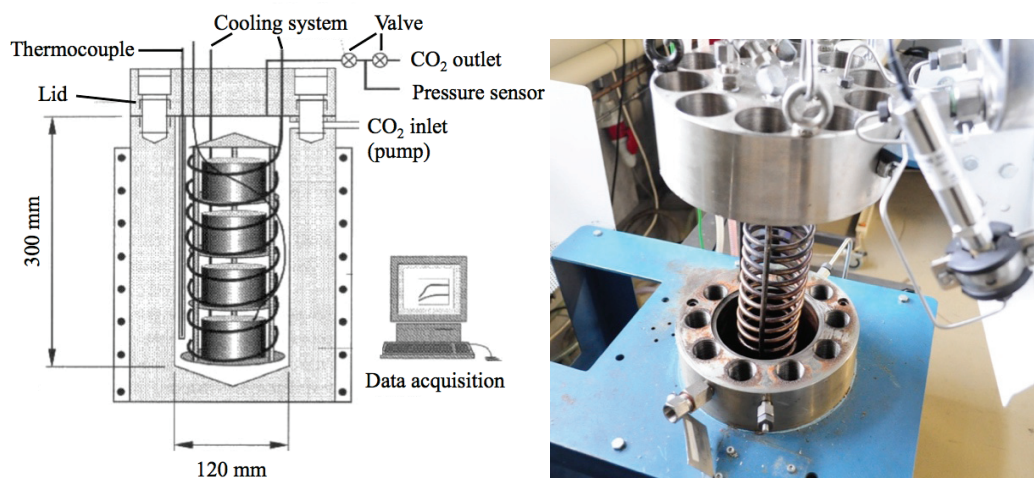 Cooling system
Valve
Thermocouple
CO₂ outlet
Lid
Pressure sensor
CO₂ inlet
(pump)
300 mm
Data acquisition
120 mm